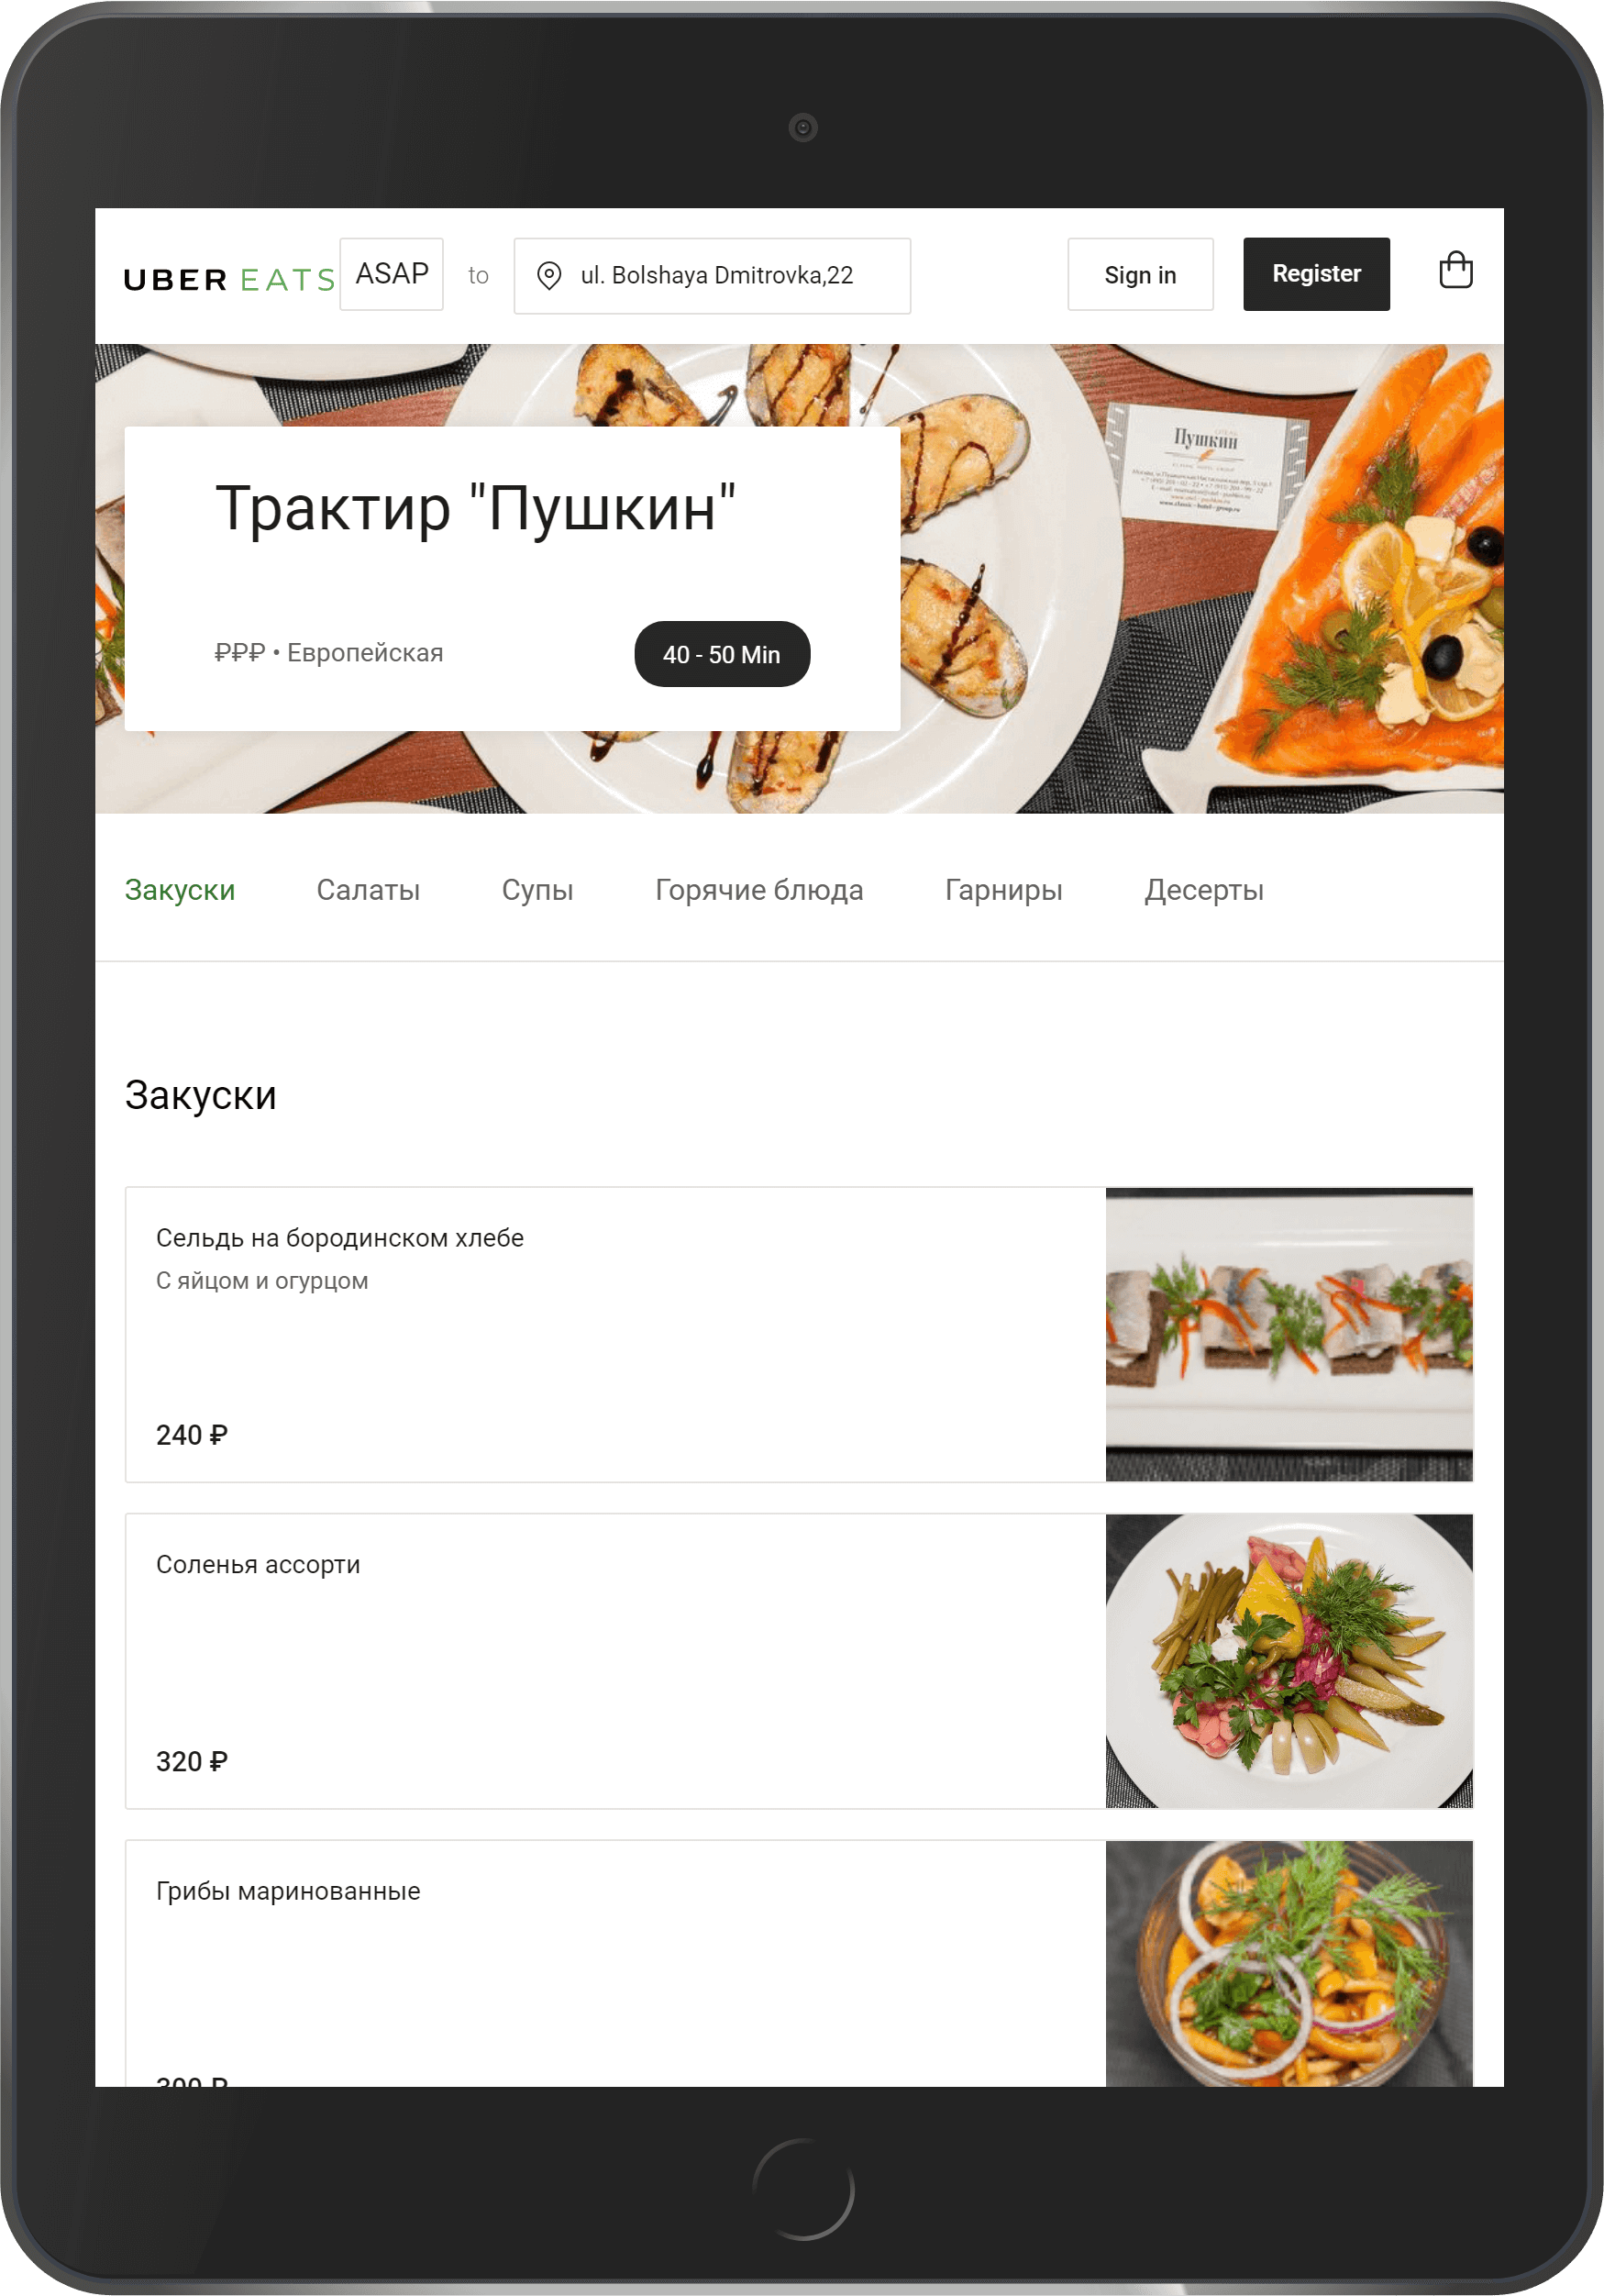 UBER EATS
ASAP
to
ul. Bolshaya Dmitrovka,22
Sign in
Register
Пушкин
Трактир "Пушкин"
₽₽₽ • Европейская
40 - 50 Min
Закуски
Салаты
Супы
Горячие блюда
Гарниры
Десерты
Закуски
Сельдь на бородинском хлебе
С яйцом и огурцом
240 ₽
Соленья ассорти
320 ₽
Грибы маринованные